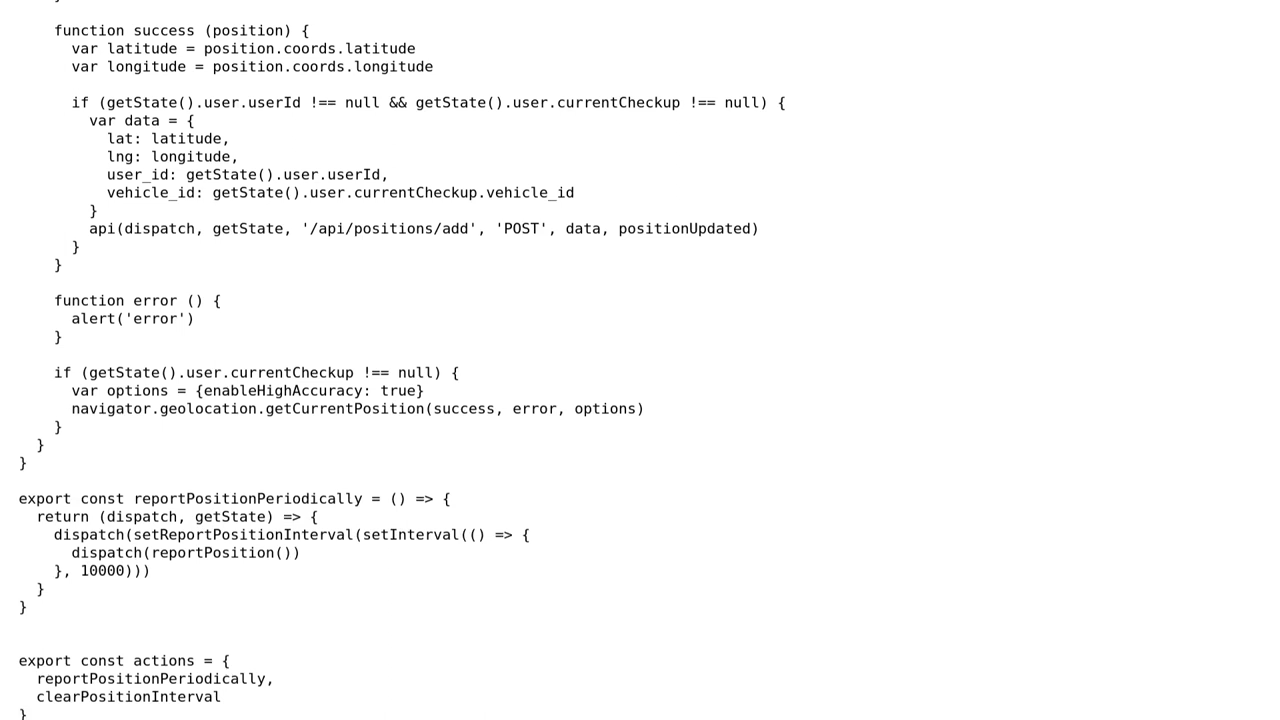 function success (position) {
      var latitude = position.coords.latitude
      var longitude = position.coords.longitude

      if (getState().user.userId !== null && getState().user.currentCheckup !== null) {
        var data = {
          lat: latitude,
          lng: longitude,
          user_id: getState().user.userId,
          vehicle_id: getState().user.currentCheckup.vehicle_id
        }
        api(dispatch, getState, '/api/positions/add', 'POST', data, positionUpdated)
      }
    }

    function error () {
      alert('error')
    }

    if (getState().user.currentCheckup !== null) {
      var options = {enableHighAccuracy: true}
      navigator.geolocation.getCurrentPosition(success, error, options)
    }
  }
}

export const reportPositionPeriodically = () => {
  return (dispatch, getState) => {
    dispatch(setReportPositionInterval(setInterval(() => {
      dispatch(reportPosition())
    }, 10000)))
  }
}


export const actions = {
  reportPositionPeriodically,
  clearPositionInterval
}